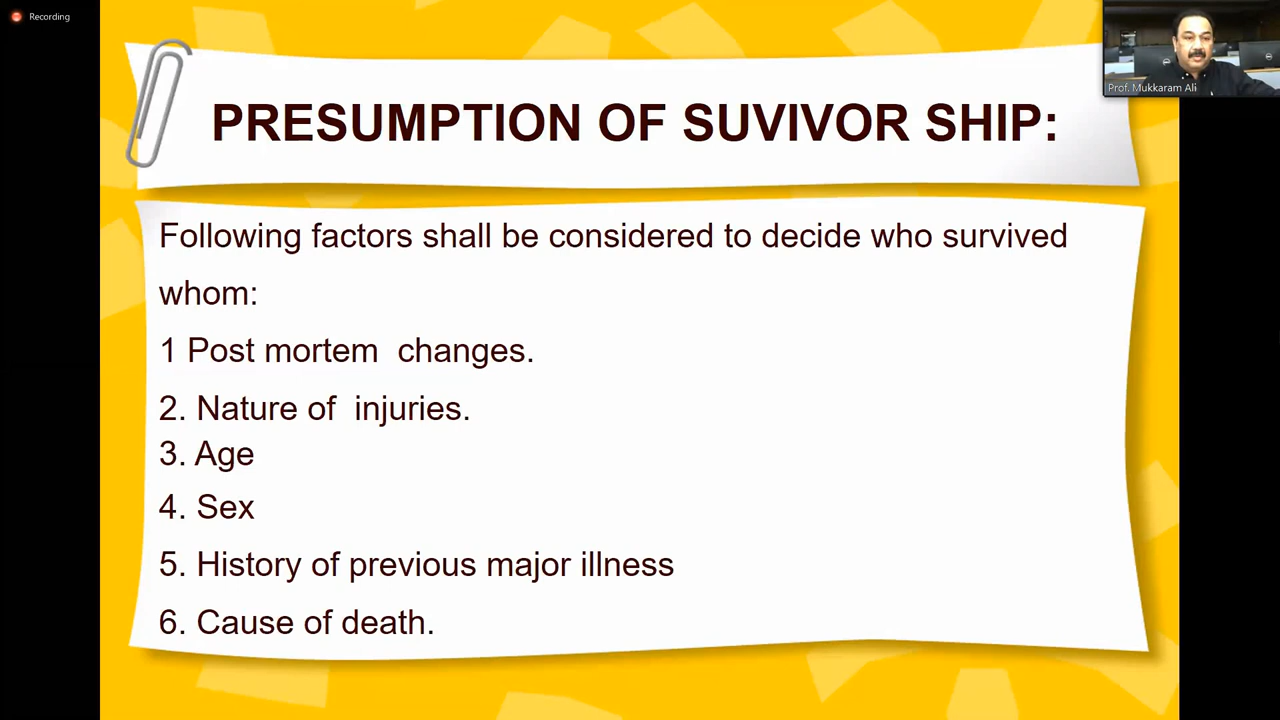 Recording
Prof. Mukkaram Ali
PRESUMPTION OF SUVIVOR SHIP:
Following factors shall be considered to decide who survived
whom:
1 Post mortem  changes.
2. Nature of  injuries.
3. Age
4. Sex
5. History of previous major illness
6. Cause of death.